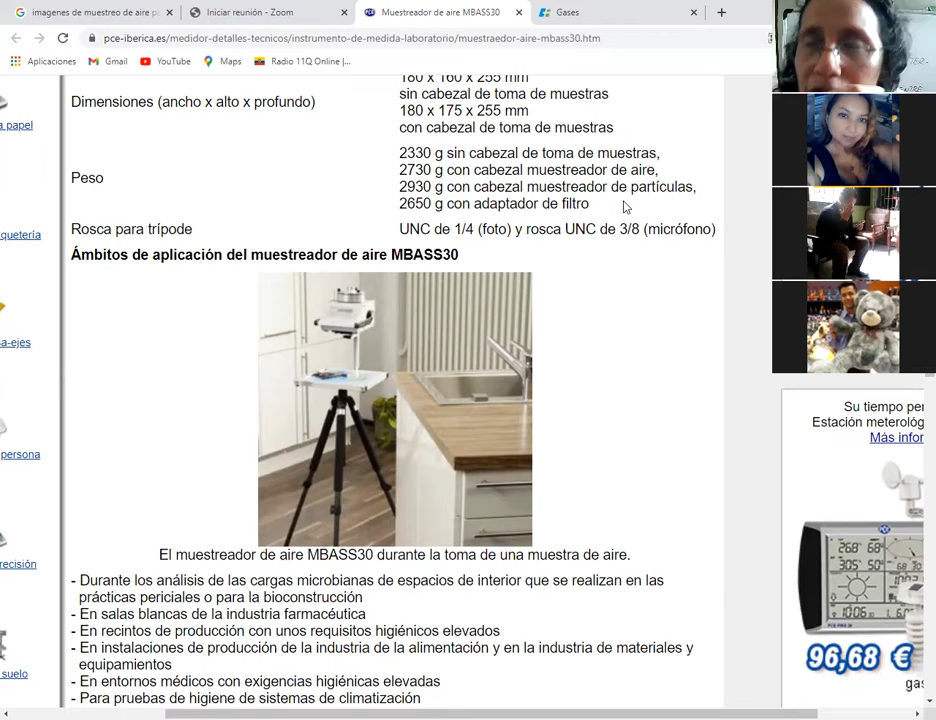 imagenes de muestreo de aire p
Iniciar reunión - Zoom
Muestreador de aire MBASS30
Gases
pce-iberica.es/medidor-detalles-tecnicos/instrumento-de-medida-laboratorio/muestraedor-aire-mbass30.htm
Aplicaciones
Gmail
YouTube
Maps
Radio 11Q Online |...
180 x 160 x 255 mm
Dimensiones (ancho x alto x profundo)
sin cabezal de toma de muestras
180 x 175 x 255 mm
con cabezal de toma de muestras
Peso
2330 g sin cabezal de toma de muestras,
2730 g con cabezal muestreador de aire,
2930 g con cabezal muestreador de partículas,
2650 g con adaptador de filtro
Rosca para trípode
UNC de 1/4 (foto) y rosca UNC de 3/8 (micrófono)
Ámbitos de aplicación del muestreador de aire MBASS30
El muestreador de aire MBASS30 durante la toma de una muestra de aire.
- Durante los análisis de las cargas microbianas de espacios de interior que se realizan en las
prácticas periciales o para la bioconstrucción
- En salas blancas de la industria farmacéutica
- En recintos de producción con unos requisitos higiénicos elevados
- En instalaciones de producción de la industria de la alimentación y en la industria de materiales y
equipamientos
- En entornos médicos con exigencias higiénicas elevadas
- Para pruebas de higiene de sistemas de climatización
a papel
quetería
sa-ejes
persona
recisión
suelo
Su tiempo per
Estación meterológ
Más infor
96,68 €
gas